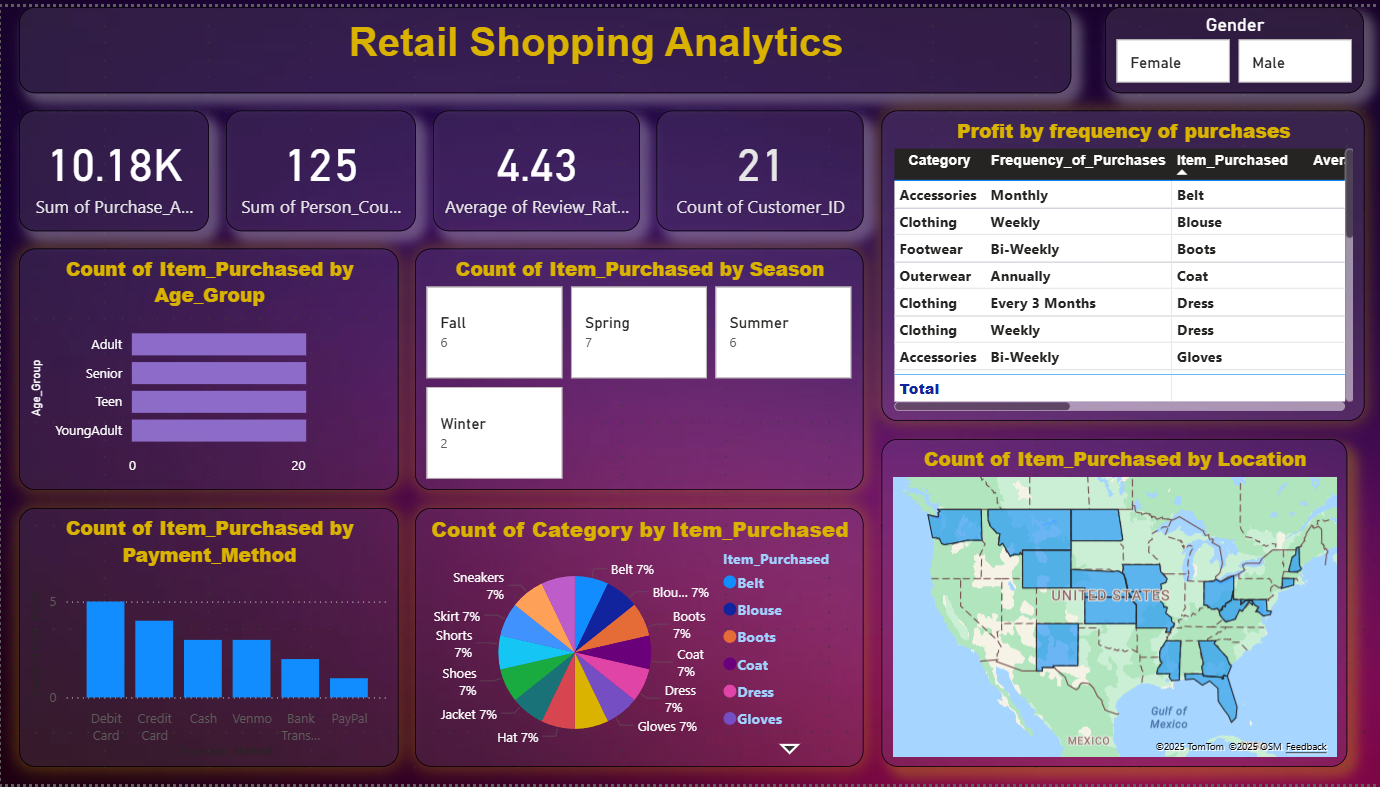 Retail Shopping Analytics
Gender
Female
Male
10.18K
Sum of Purchase_A...
125
Sum of Person_Cou...
4.43
Average of Review_Rat...
21
Count of Customer_ID
Profit by frequency of purchases
Category Frequency_of_Purchases Item_Purchased Aver
Accessories Monthly Belt
Clothing Weekly Blouse
Footwear Bi-Weekly Boots
Outerwear Annually Coat
Clothing Every 3 Months Dress
Clothing Weekly Dress
Accessories Bi-Weekly Gloves
Total
Count of Item_Purchased by
Age_Group
Age_Group
Adult
Senior
Teen
YoungAdult
0 20
Count of Item_Purchased by Season
Fall
6
Spring
7
Summer
6
Winter
2
Count of Item_Purchased by Location
UNITED STATES
Gulf of
Mexico
MEXICO
©2025 TomTom ©2025 OSM Feedback
Count of Item_Purchased by
Payment_Method
5
0
Debit
Card
Credit
Card
Cash
Venmo
Bank
Trans...
PayPal
Count of Category by Item_Purchased
Belt 7%
Blou... 7%
Boots
7%
Coat
7%
Dress
7%
Gloves 7%
Hat 7%
Jacket 7%
Shoes
7%
Shorts
7%
Skirt 7%
Sneakers
7%
Item_Purchased
Belt
Blouse
Boots
Coat
Dress
Gloves